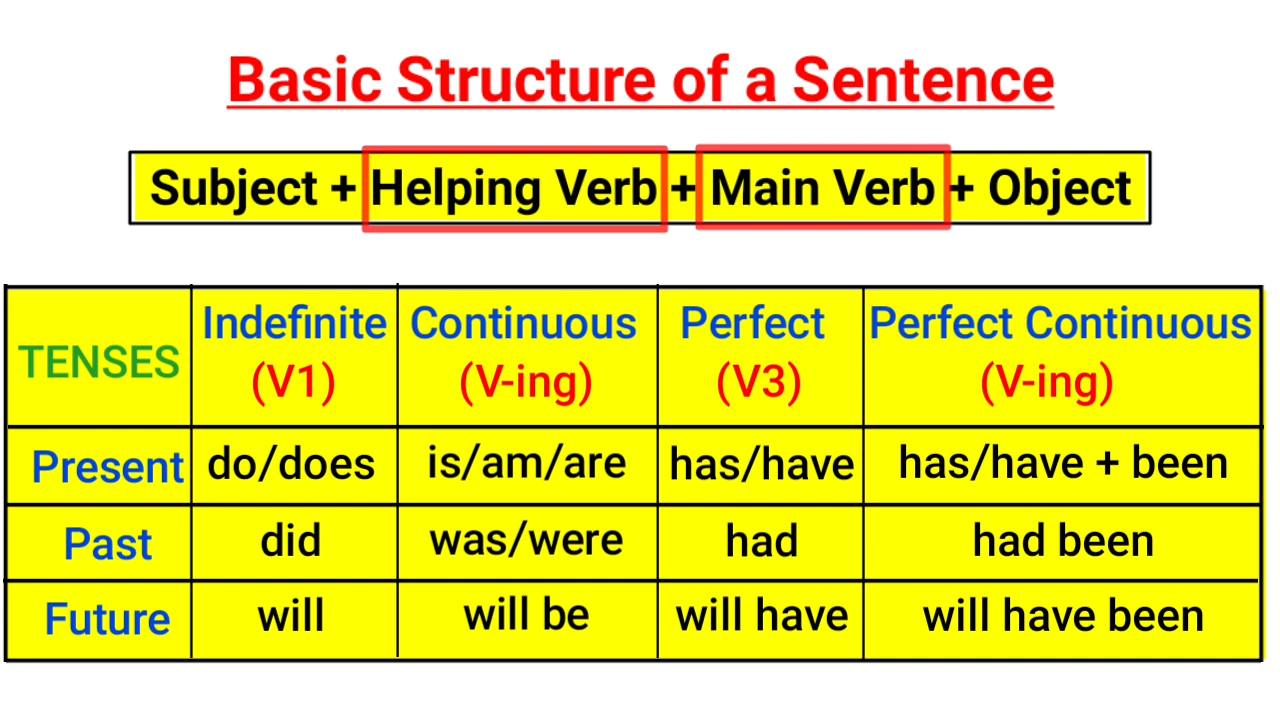 Basic Structure of a Sentence
Subject + Helping Verb + Main Verb + Object
TENSES
Indefinite
(V1)
Continuous
(V-ing)
Perfect
(V3)
Perfect Continuous
(V-ing)
Present
do/does
is/am/are
has/have
has/have + been
Past
did
was/were
had
had been
Future
will
will be
will have
will have been